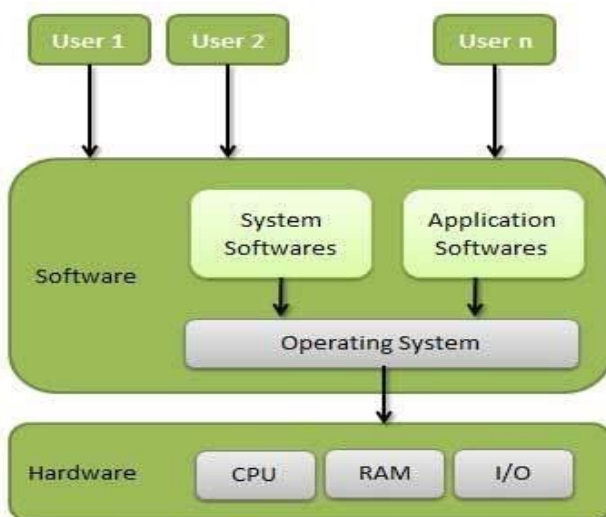 User 1
User 2
User n
System
Softwares
Application
Softwares
Software
Operating System
Hardware
CPU
RAM
I/O